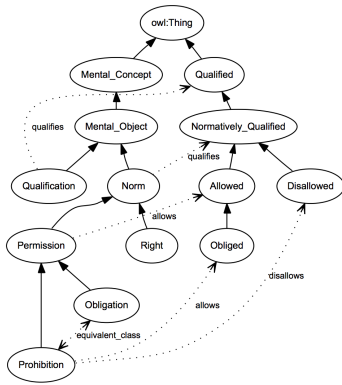 owl:Thing
Mental_Concept
Qualified
qualifies
Mental_Object
Normatively_Qualified
qualifies
Qualification
Norm
Allowed
Disallowed
allows
Permission
Right
Obliged
disallows
Obligation
allows
equivalent_class
Prohibition